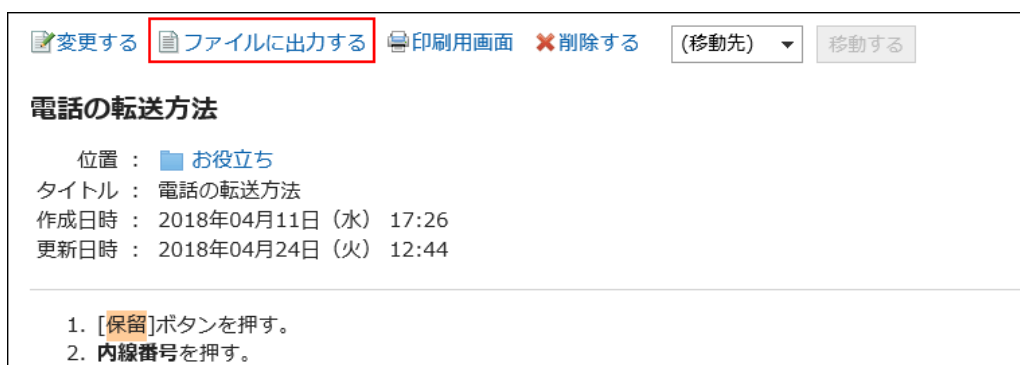 変更する ファイルに出力する 印刷用画面 削除する (移動先) 移動する
電話の転送方法
位置 : お役立ち
タイトル : 電話の転送方法
作成日時 : 2018年04月11日（水） 17:26
更新日時 : 2018年04月24日（火） 12:44
1. [保留]ボタンを押す。
2. 内線番号を押す。